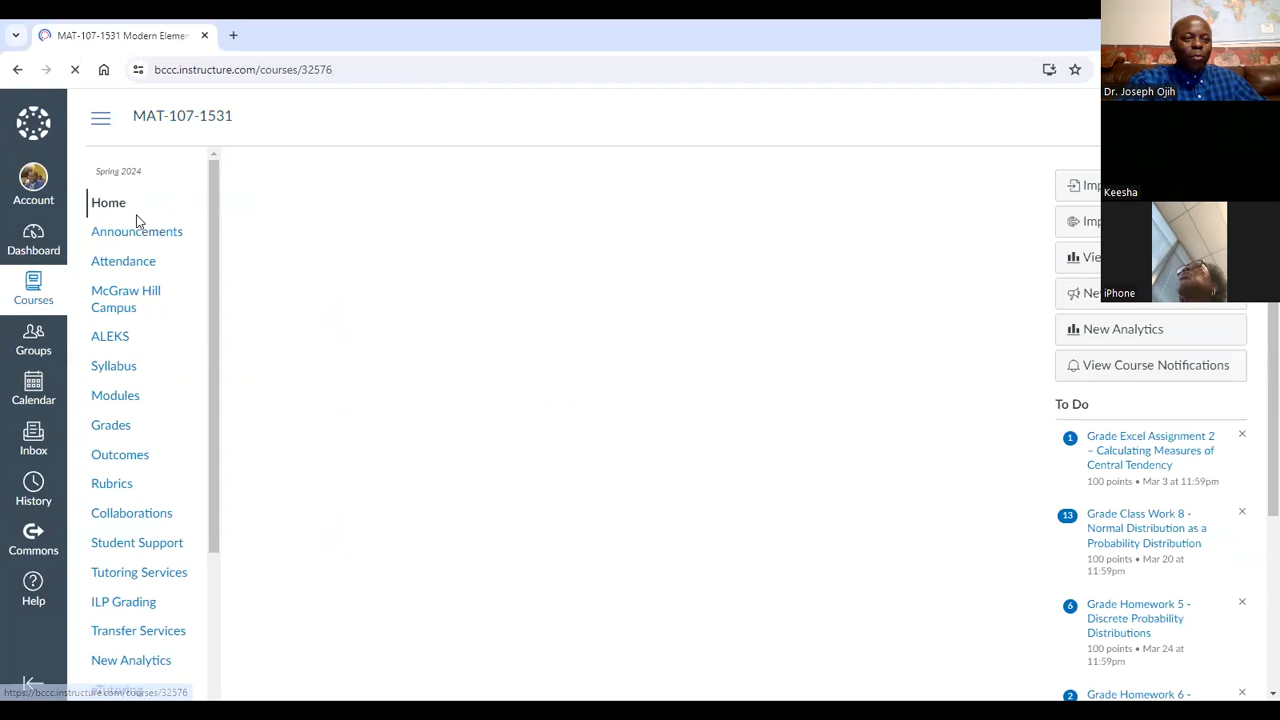 MAT-107-1531 Modern Elemer
bccc.instructure.com/courses/32576
Dr. Joseph Ojih
Keesha
iPhone
MAT-107-1531
Account
Dashboard
Courses
Groups
Calendar
Inbox
History
Commons
Help
Spring 2024
Home
Announcements
Attendance
McGraw Hill
Campus
ALEKS
Syllabus
Modules
Grades
Outcomes
Rubrics
Collaborations
Student Support
Tutoring Services
ILP Grading
Transfer Services
New Analytics
https://bccc.instructure.com/courses/32576
Imp
Imp
Vie
Ne
New Analytics
View Course Notifications
To Do
1
Grade Excel Assignment 2
– Calculating Measures of
Central Tendency
100 points • Mar 3 at 11:59pm
13
Grade Class Work 8 -
Normal Distribution as a
Probability Distribution
100 points • Mar 20 at
11:59pm
6
Grade Homework 5 -
Discrete Probability
Distributions
100 points • Mar 24 at
11:59pm
2
Grade Homework 6 -